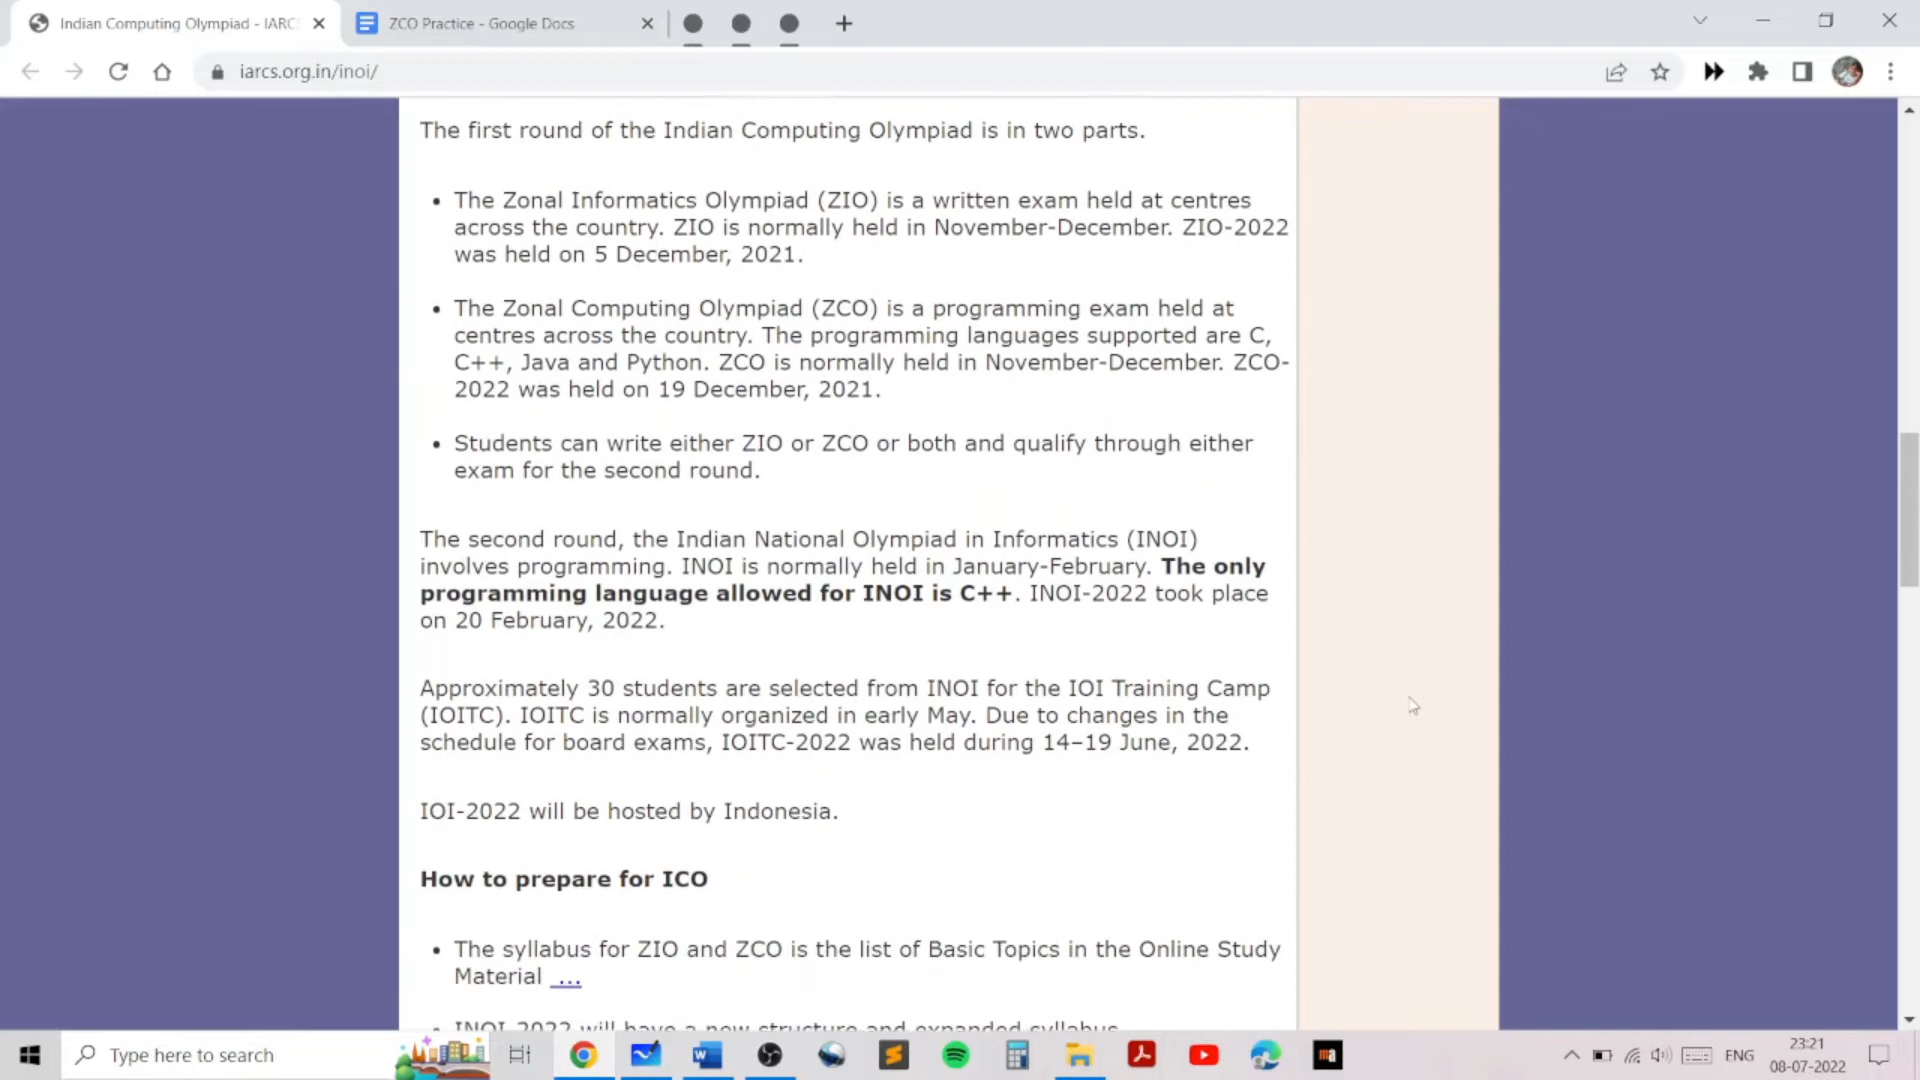 Indian Computing Olympiad - IARCS
ZCO Practice - Google Docs
iarcs.org.in/inoi/
The first round of the Indian Computing Olympiad is in two parts.
The Zonal Informatics Olympiad (ZIO) is a written exam held at centres
across the country. ZIO is normally held in November-December. ZIO-2022
was held on 5 December, 2021.
The Zonal Computing Olympiad (ZCO) is a programming exam held at
centres across the country. The programming languages supported are C,
C++, Java and Python. ZCO is normally held in November-December. ZCO-
2022 was held on 19 December, 2021.
Students can write either ZIO or ZCO or both and qualify through either
exam for the second round.
The second round, the Indian National Olympiad in Informatics (INOI)
involves programming. INOI is normally held in January-February. The only
programming language allowed for INOI is C++. INOI-2022 took place
on 20 February, 2022.
Approximately 30 students are selected from INOI for the IOI Training Camp
(IOITC). IOITC is normally organized in early May. Due to changes in the
schedule for board exams, IOITC-2022 was held during 14–19 June, 2022.
IOI-2022 will be hosted by Indonesia.
How to prepare for ICO
The syllabus for ZIO and ZCO is the list of Basic Topics in the Online Study
Material ...
INOI-2022 will have a new structure and expanded syllabus
Type here to search
ma
ENG
23:21
08-07-2022